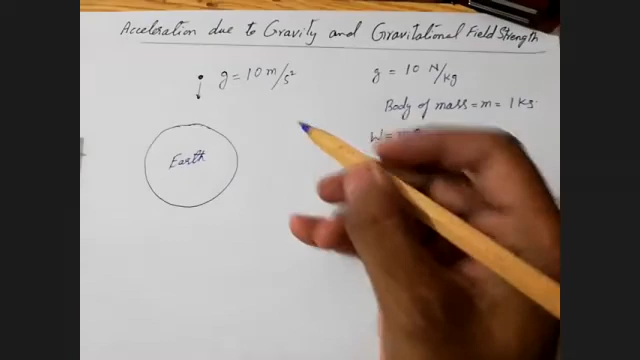 Acceleration due to Gravity and Gravitational Field Strength
g = 10 m/s²
g = 10 N/kg
Body of mass = m = 1 kg
Earth
W =